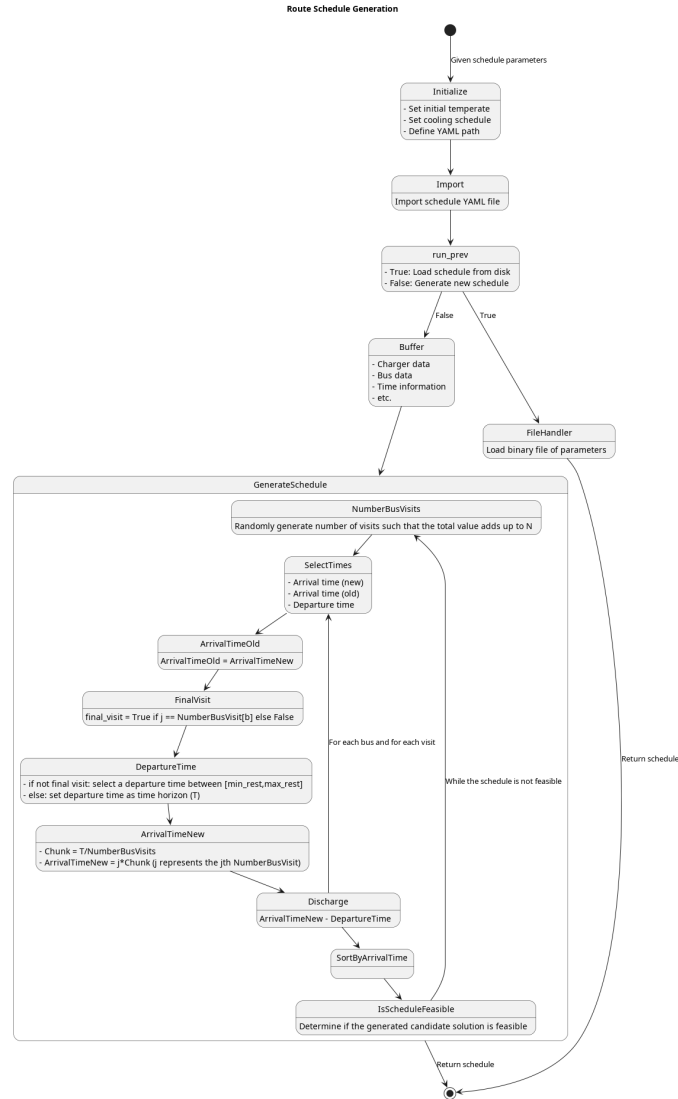 Route Schedule Generation
Given schedule parameters
Initialize
- Set initial temperate
- Set cooling schedule
- Define YAML path
Import
Import schedule YAML file
run_prev
- True: Load schedule from disk
- False: Generate new schedule
False
True
Buffer
- Charger data
- Bus data
- Time information
- etc.
FileHandler
Load binary file of parameters
GenerateSchedule
NumberBusVisits
Randomly generate number of visits such that the total value adds up to N
SelectTimes
- Arrival time (new)
- Arrival time (old)
- Departure time
ArrivalTimeOld
ArrivalTimeOld = ArrivalTimeNew
FinalVisit
final_visit = True if j == NumberBusVisit[b] else False
For each bus and for each visit
Return schedule
DepartureTime
- if not final visit: select a departure time between [min_rest,max_rest]
- else: set departure time as time horizon (T)
While the schedule is not feasible
ArrivalTimeNew
- Chunk = T/NumberBusVisits
- ArrivalTimeNew = j*Chunk (j represents the jth NumberBusVisit)
Discharge
ArrivalTimeNew - DepartureTime
SortByArrivalTime
IsScheduleFeasible
Determine if the generated candidate solution is feasible
Return schedule